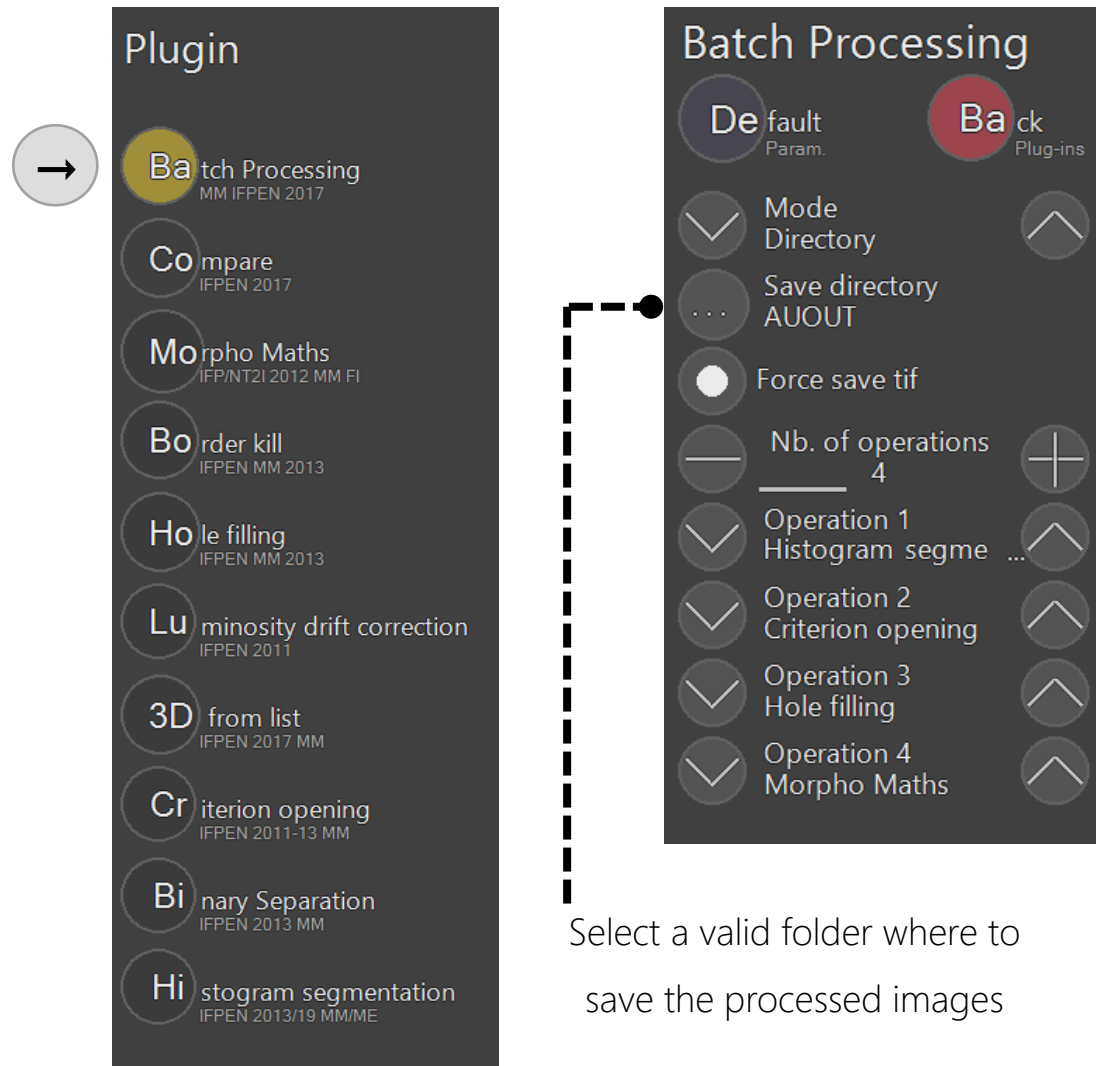 Plugin
→
Batch Processing
MM IFPEN 2017
Compare
IFPEN 2017
Morpho Maths
IFP/NT2I 2012 MM FI
Border kill
IFPEN MM 2013
Hole filling
IFPEN MM 2013
Luminosity drift correction
IFPEN 2011
3D from list
IFPEN 2017 MM
Criterion opening
IFPEN 2011-13 MM
Binary Separation
IFPEN 2013 MM
Histogram segmentation
IFPEN 2013/19 MM/ME
Batch Processing
Default
Param.
Back
Plug-ins
Mode
Directory
Save directory
... AUOUT
Force save tif
Nb. of operations
4
Operation 1
Histogram segme ...
Operation 2
Criterion opening
Operation 3
Hole filling
Operation 4
Morpho Maths
Select a valid folder where to
save the processed images